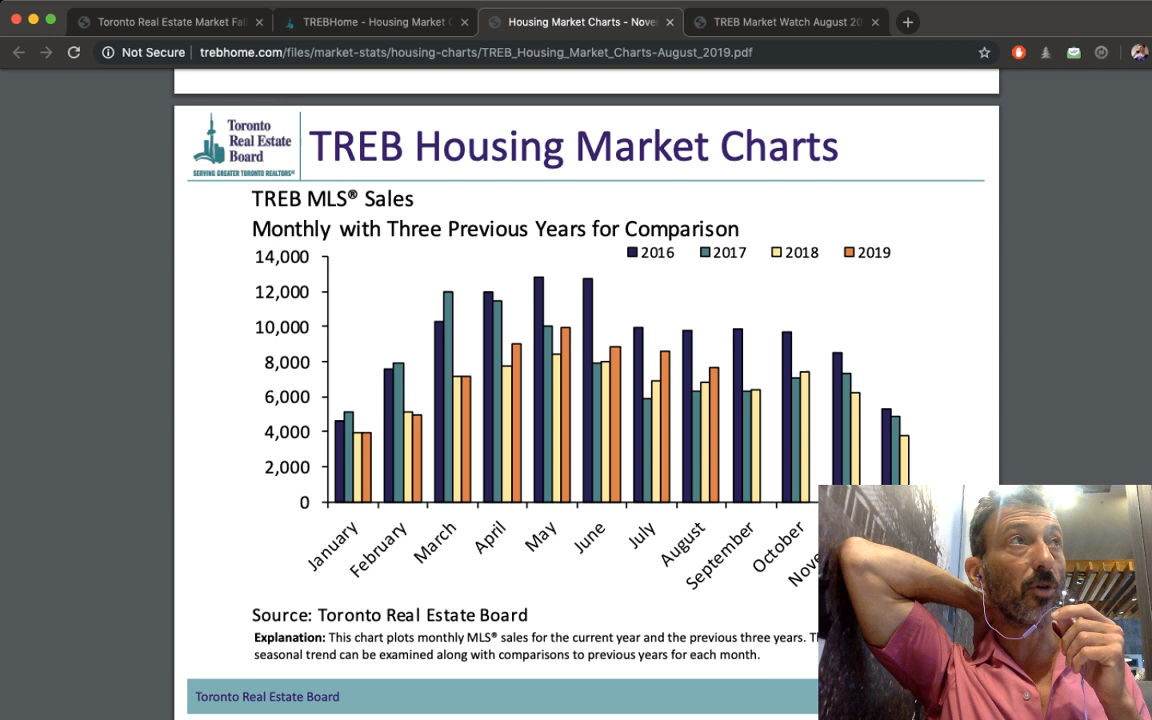 Toronto Real Estate Market Fal
TREBHome - Housing Market C
Housing Market Charts - Nove
TREB Market Watch August 20
Not Secure
trebhome.com/files/market-stats/housing-charts/TREB_Housing_Market_Charts-August_2019.pdf
Toronto
Real Estate
Board
SERVING GREATER TORONTO REALTORS®
TREB Housing Market Charts
TREB MLS® Sales
Monthly with Three Previous Years for Comparison
2016 2017 2018 2019
14,000
12,000
10,000
8,000
6,000
4,000
2,000
0
January
February
March
April
May
June
July
August
September
October
Nove
Source: Toronto Real Estate Board
Explanation: This chart plots monthly MLS® sales for the current year and the previous three years. T
seasonal trend can be examined along with comparisons to previous years for each month.
Toronto Real Estate Board